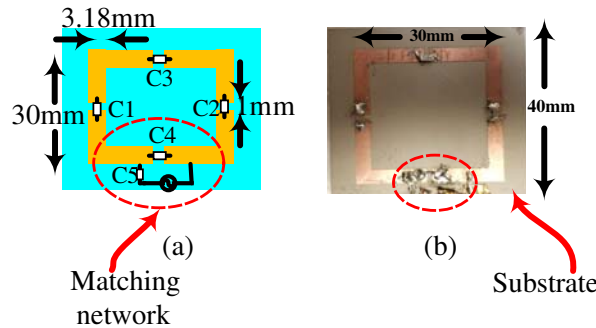 3.18mm
30mm
C3
C1
C2
1mm
C4
C5
30mm
40mm
(a)
(b)
Matching
network
Substrate